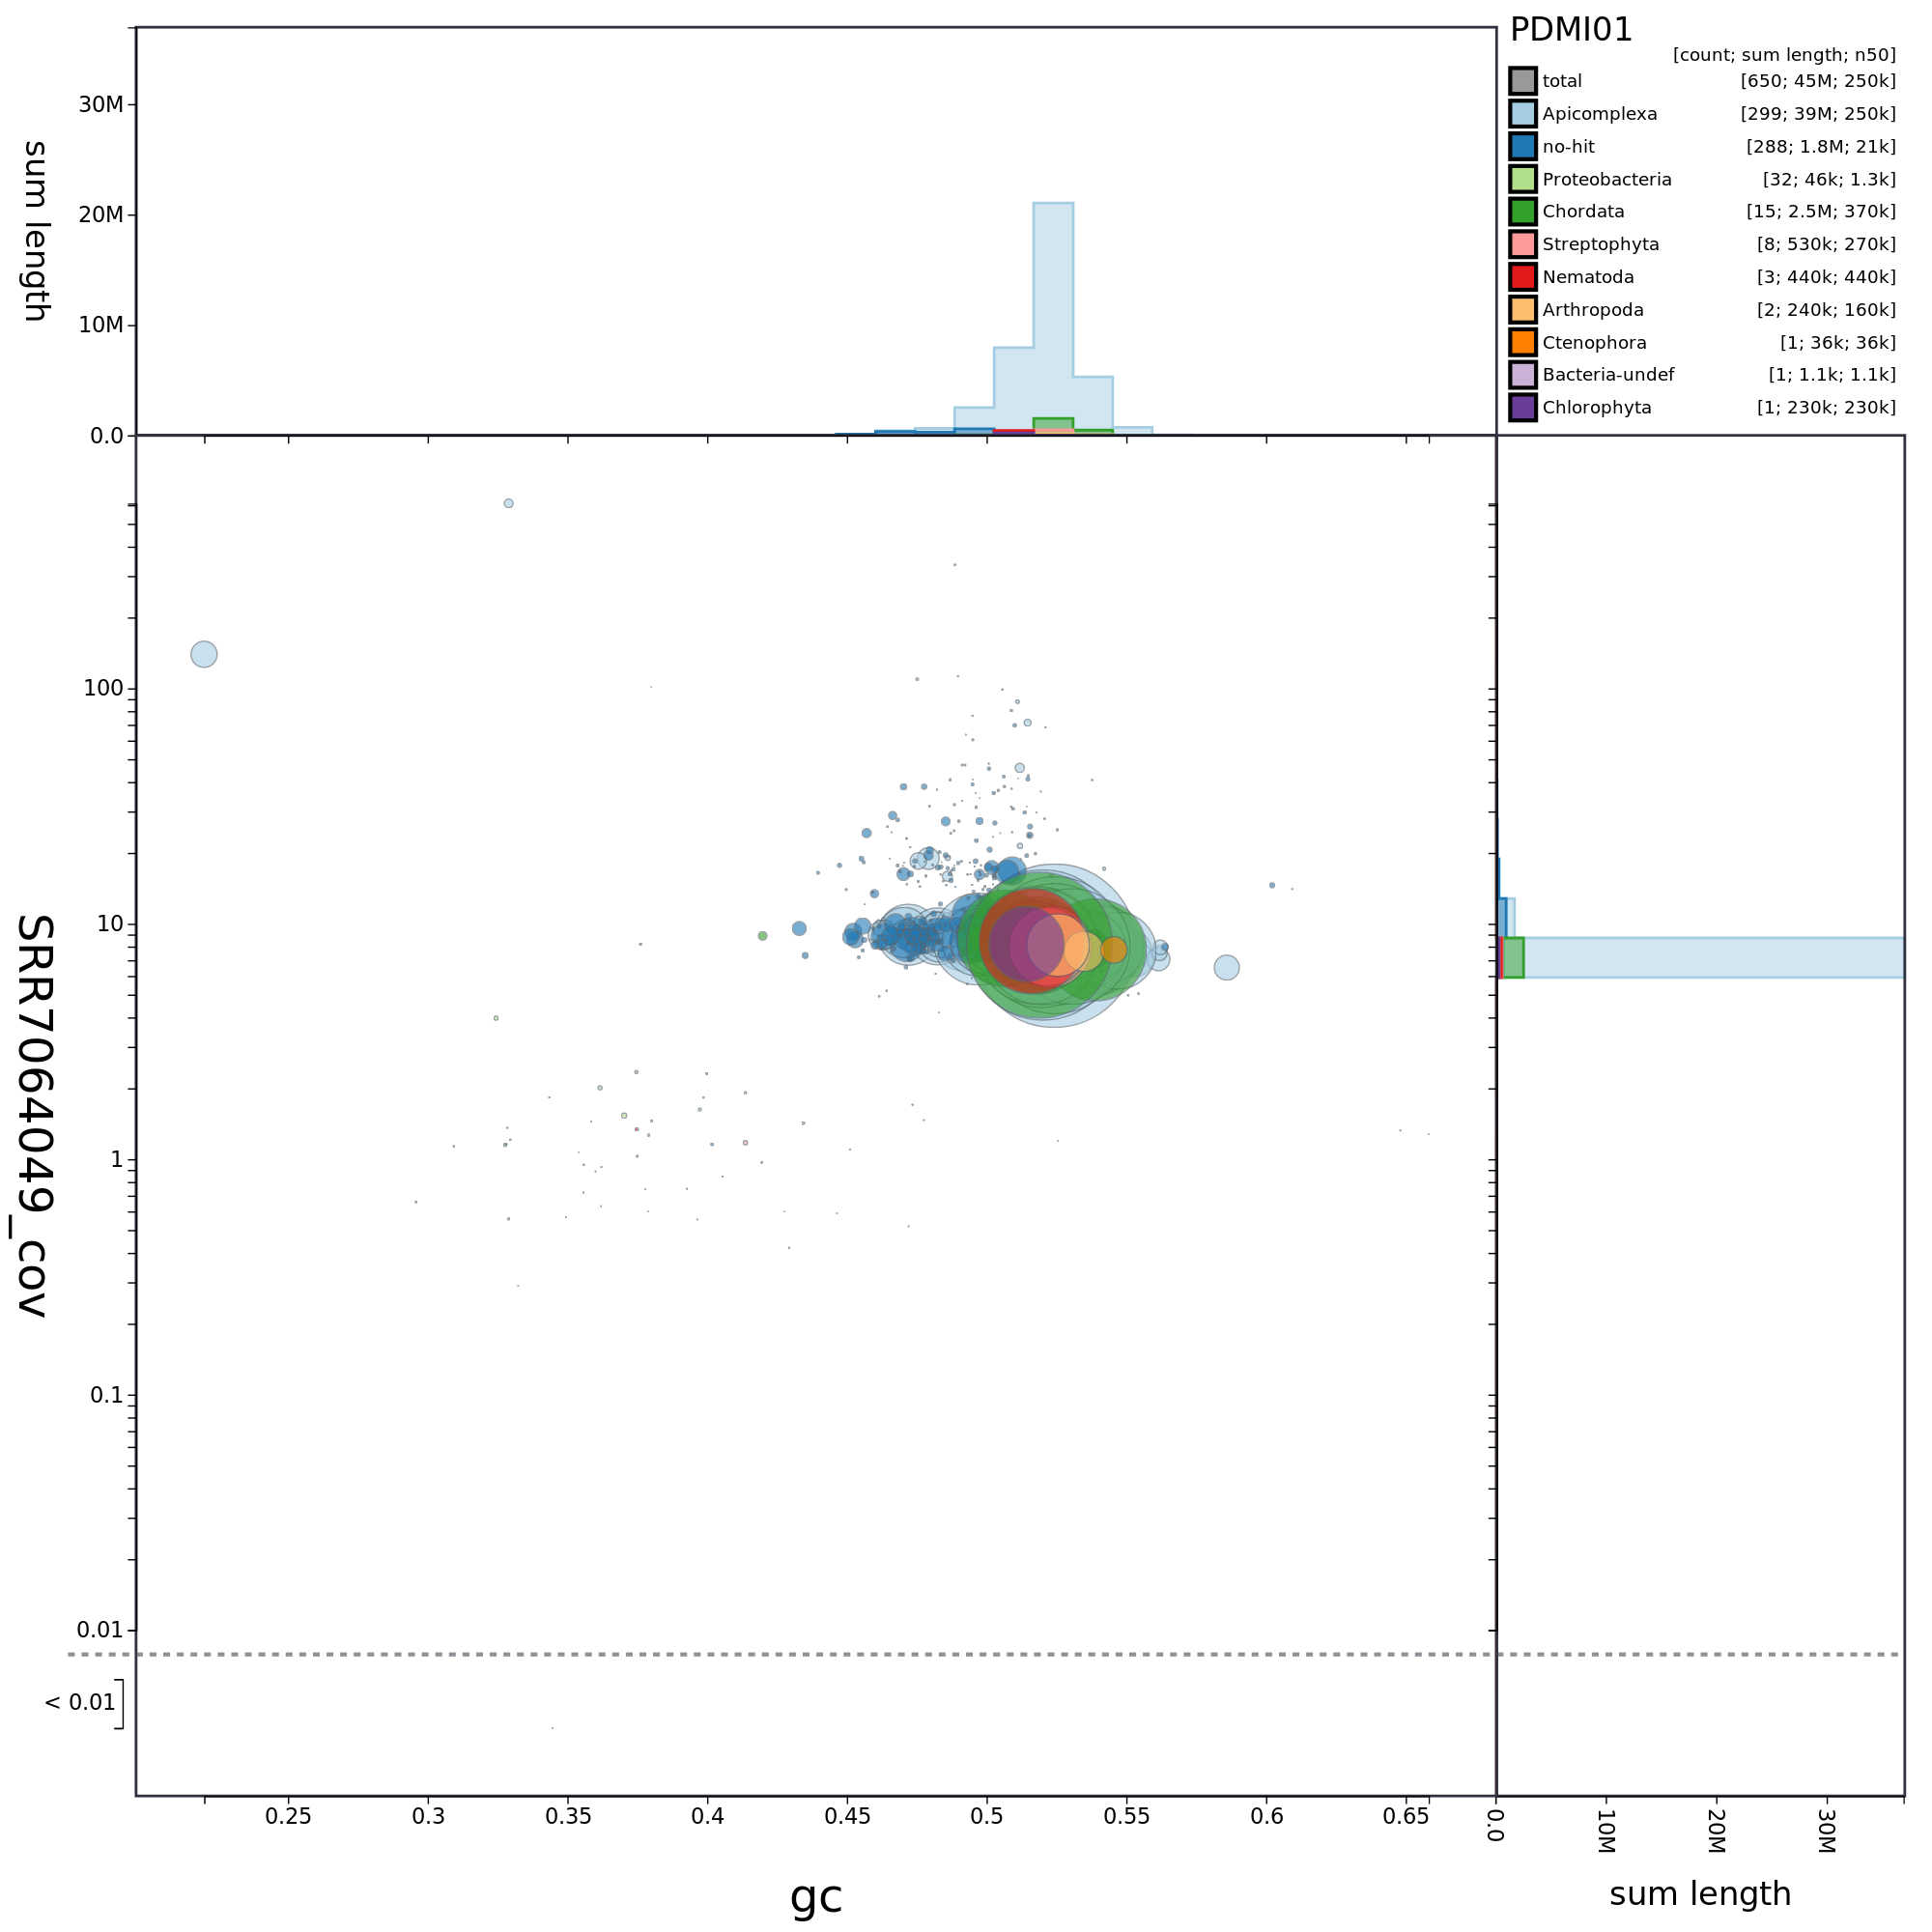 PDMI01
[count; sum length; n50]
total [650; 45M; 250k]
Apicomplexa [299; 39M; 250k]
no-hit [288; 1.8M; 21k]
Proteobacteria [32; 46k; 1.3k]
Chordata [15; 2.5M; 370k]
Streptophyta [8; 530k; 270k]
Nematoda [3; 440k; 440k]
Arthropoda [2; 240k; 160k]
Ctenophora [1; 36k; 36k]
Bacteria-undef [1; 1.1k; 1.1k]
Chlorophyta [1; 230k; 230k]
sum length
30M
20M
10M
0.0
SRR7064049_cov
100
10
1
0.1
0.01
< 0.01
0.25 0.3 0.35 0.4 0.45 0.5 0.55 0.6 0.65
gc
0.0 10M 20M 30M
sum length